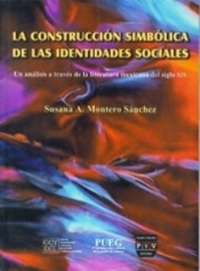 LA CONSTRUCCIÓN SIMBÓLICA
DE LAS IDENTIDADES SOCIALES
Un análisis a través de la literatura mexicana del siglo XIX
Susana A. Montero Sánchez
PUEG
P y V